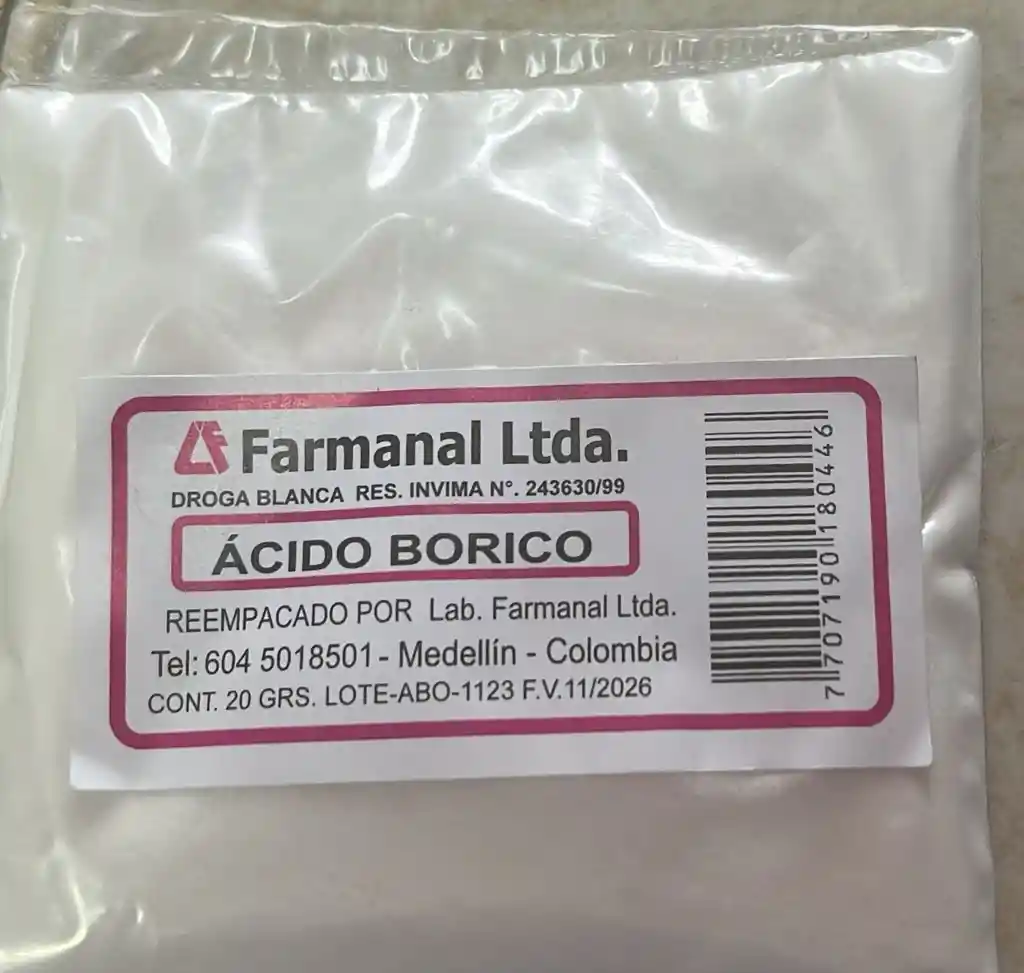 Farmanal Ltda.
DROGA BLANCA RES. INVIMA N°. 243630/99
ÁCIDO BORICO
REEMPACADO POR Lab. Farmanal Ltda.
Tel: 604 5018501 - Medellín - Colombia
CONT. 20 GRS. LOTE-ABO-1123 F.V.11/2026
7707190180446